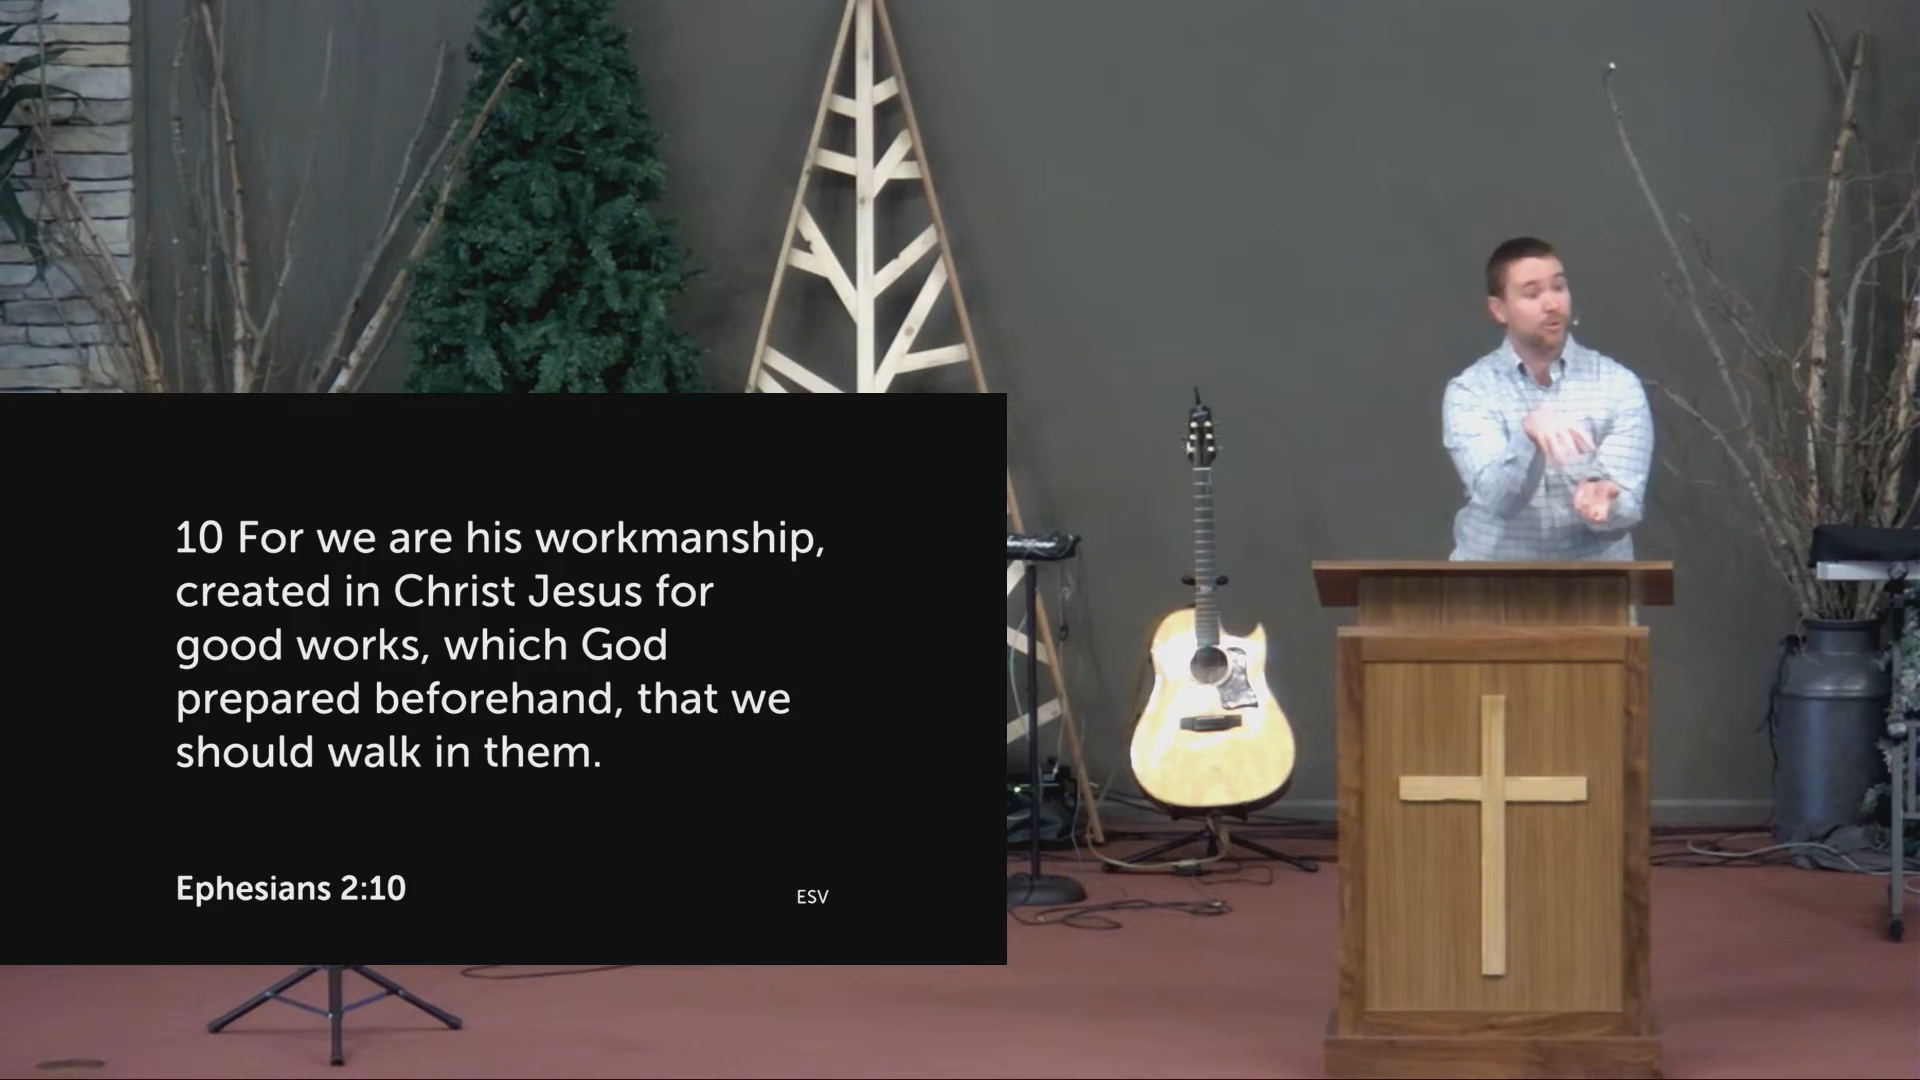 10 For we are his workmanship,
created in Christ Jesus for
good works, which God
prepared beforehand, that we
should walk in them.
Ephesians 2:10
ESV